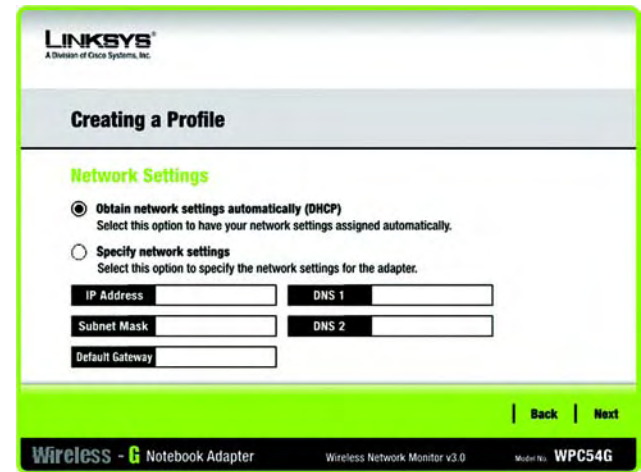 LINKSYS®
A Division of Cisco Systems, Inc.
Creating a Profile
Network Settings
Obtain network settings automatically (DHCP)
Select this option to have your network settings assigned automatically.
Specify network settings
Select this option to specify the network settings for the adapter.
IP Address
DNS 1
Subnet Mask
DNS 2
Default Gateway
Back
Next
Wireless - G Notebook Adapter
Wireless Network Monitor v3.0
Model No. WPC54G